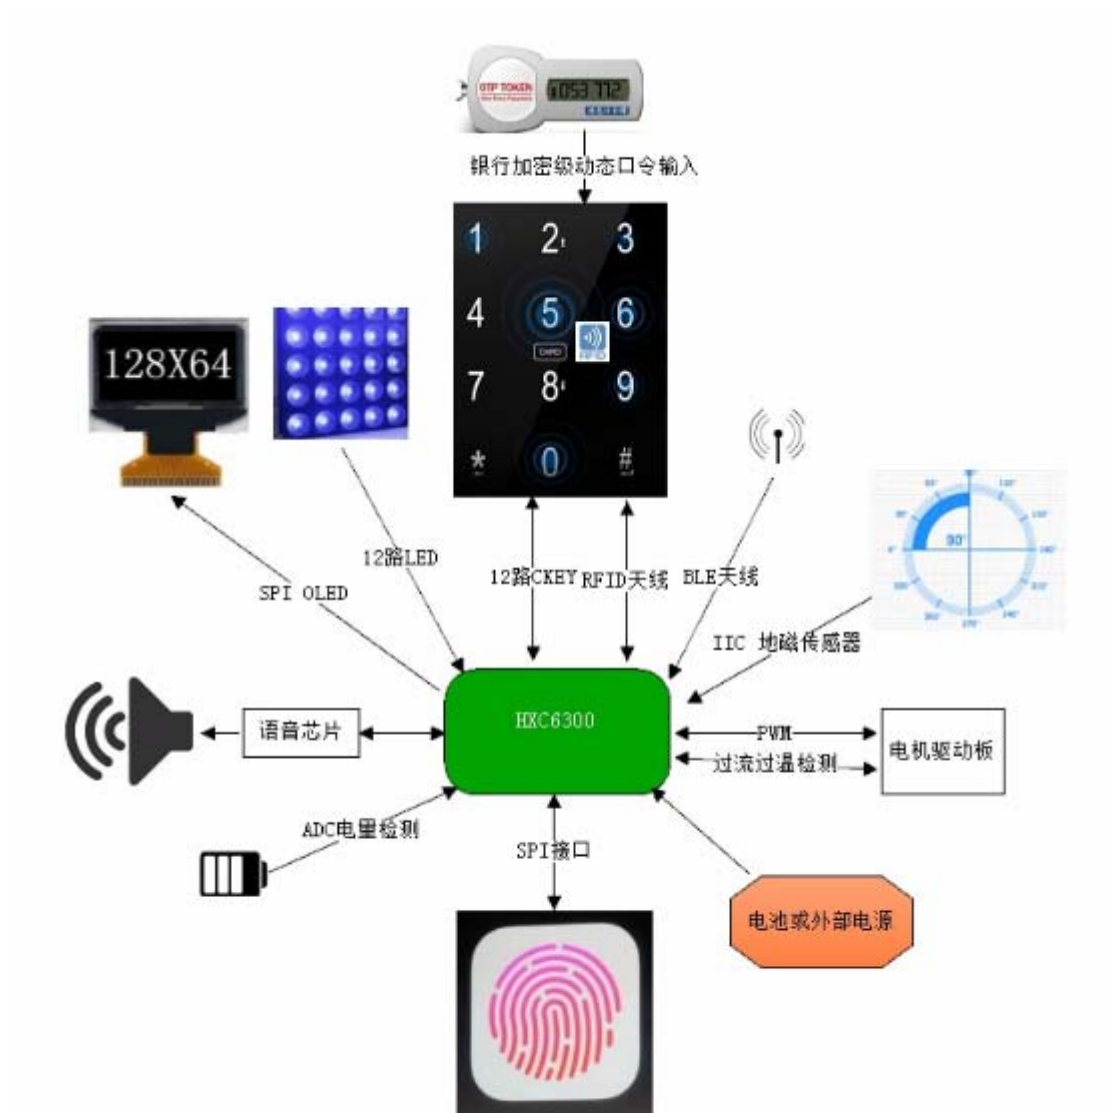 OTP TOKEN
053 772
银行加密级动态口令输入
1 2 3
4 5 6
CARD
7 8 9
* 0 #
128X64
12路LED
SPI OLED
12路CKEY
RFID天线
BLE天线
90°
IIC 地磁传感器
HXC6300
语音芯片
PWM
过流过温检测
电机驱动板
ADC电量检测
SPI接口
电池或外部电源